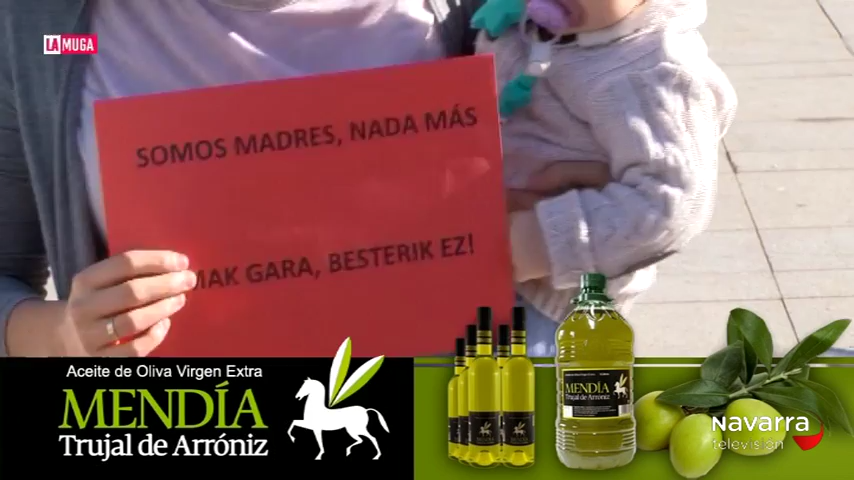 LA MUGA
SOMOS MADRES, NADA MÁS
GARA, BESTERIK EZ!
Aceite de Oliva Virgen Extra
MENDÍA
Trujal de Arróniz
MENDÍA
Trujal de Arróniz
Navarra
televisión